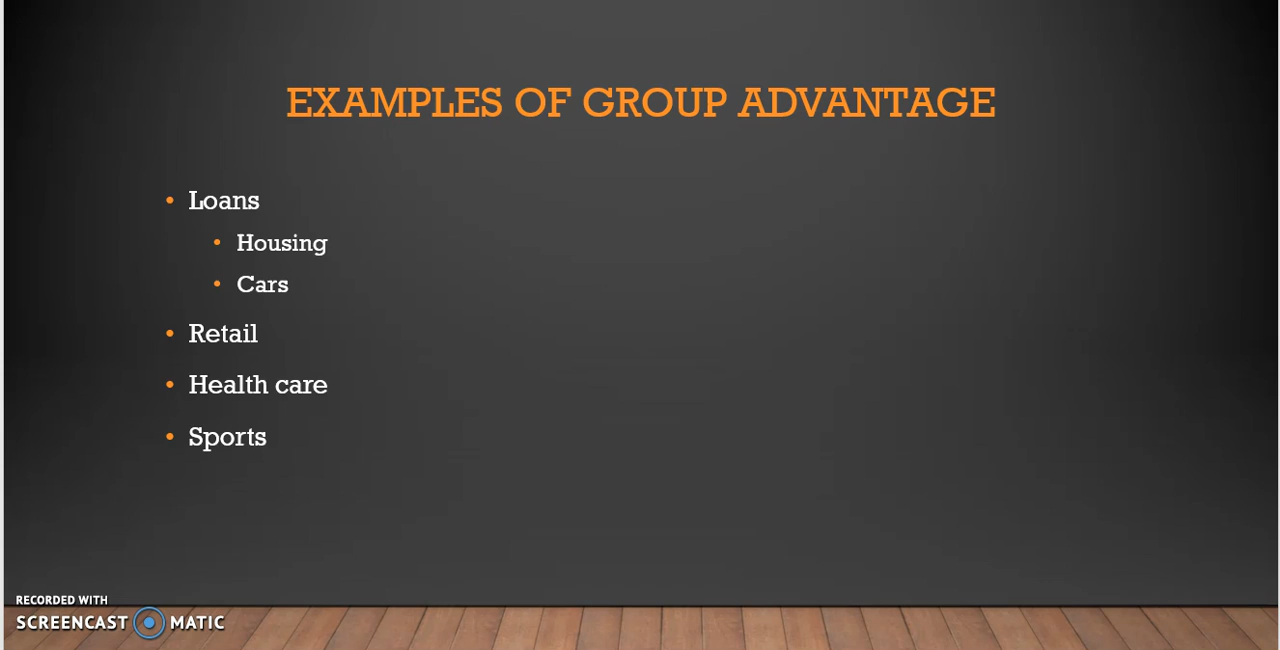 EXAMPLES OF GROUP ADVANTAGE
• Loans
• Housing
• Cars
• Retail
• Health care
• Sports
RECORDED WITH
SCREENCAST MATIC